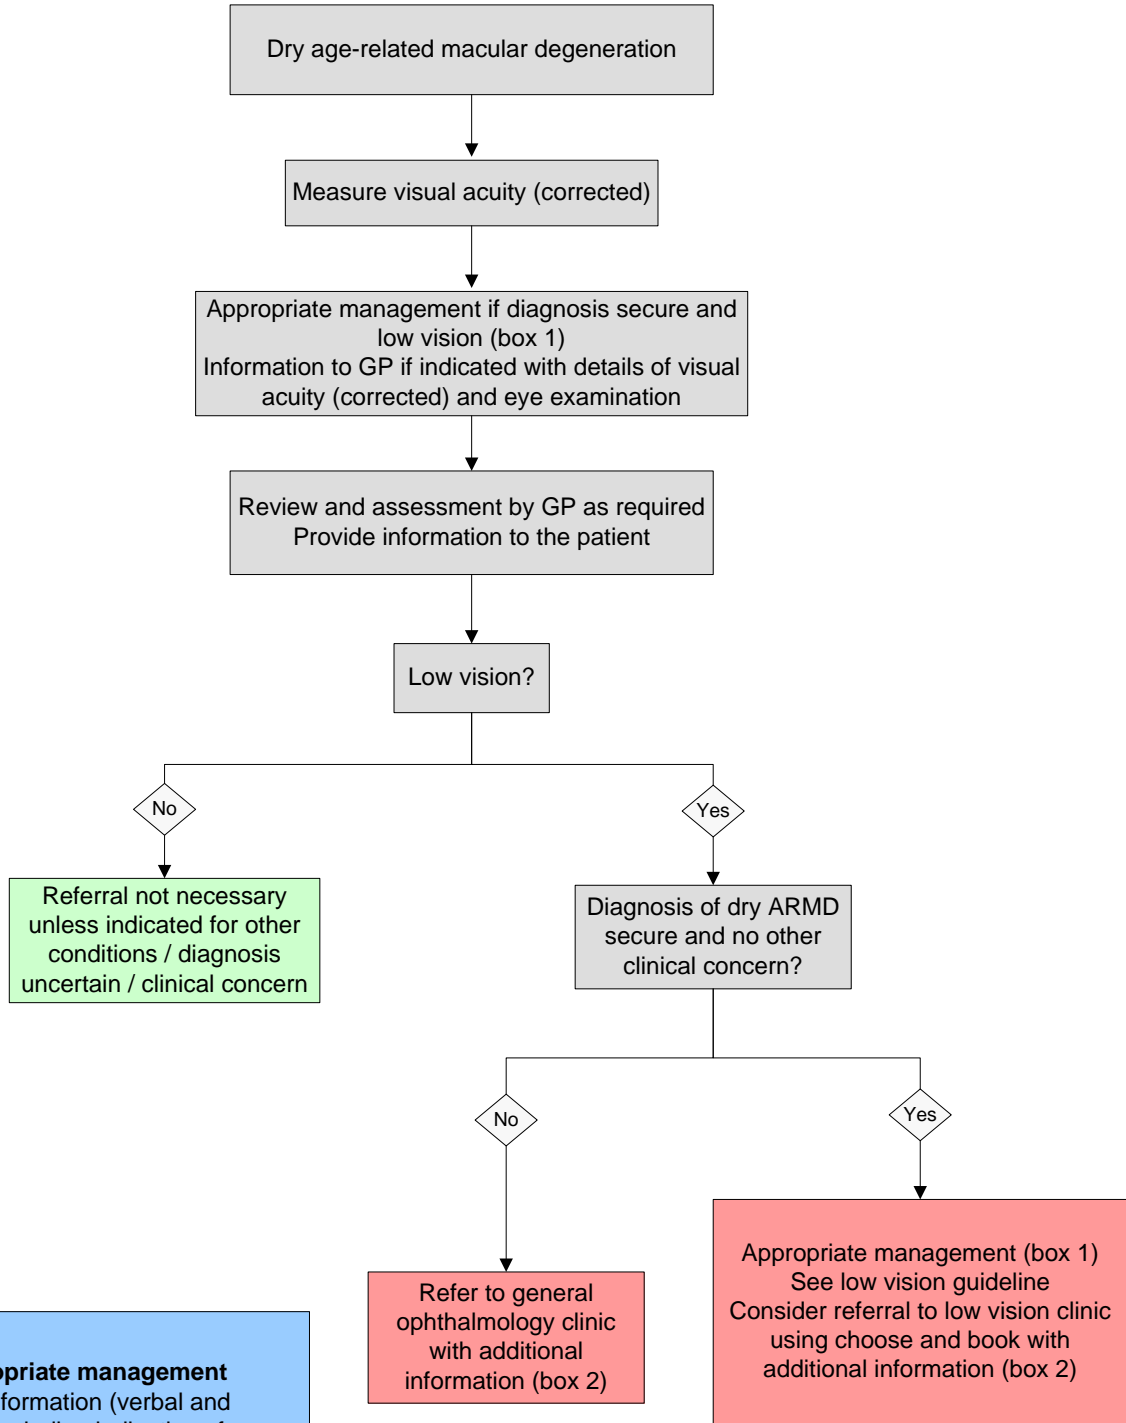 Dry age-related macular degeneration
Measure visual acuity (corrected)
Appropriate management if diagnosis secure and
low vision (box 1)
Information to GP if indicated with details of visual
acuity (corrected) and eye examination
Review and assessment by GP as required
Provide information to the patient
Low vision?
No
Yes
Referral not necessary
unless indicated for other
conditions / diagnosis
uncertain / clinical concern
Diagnosis of dry ARMD
secure and no other
clinical concern?
No
Yes
Refer to general
ophthalmology clinic
with additional
information (box 2)
Appropriate management (box 1)
See low vision guideline
Consider referral to low vision clinic
using choose and book with
additional information (box 2)
opriate management
formation (verbal and